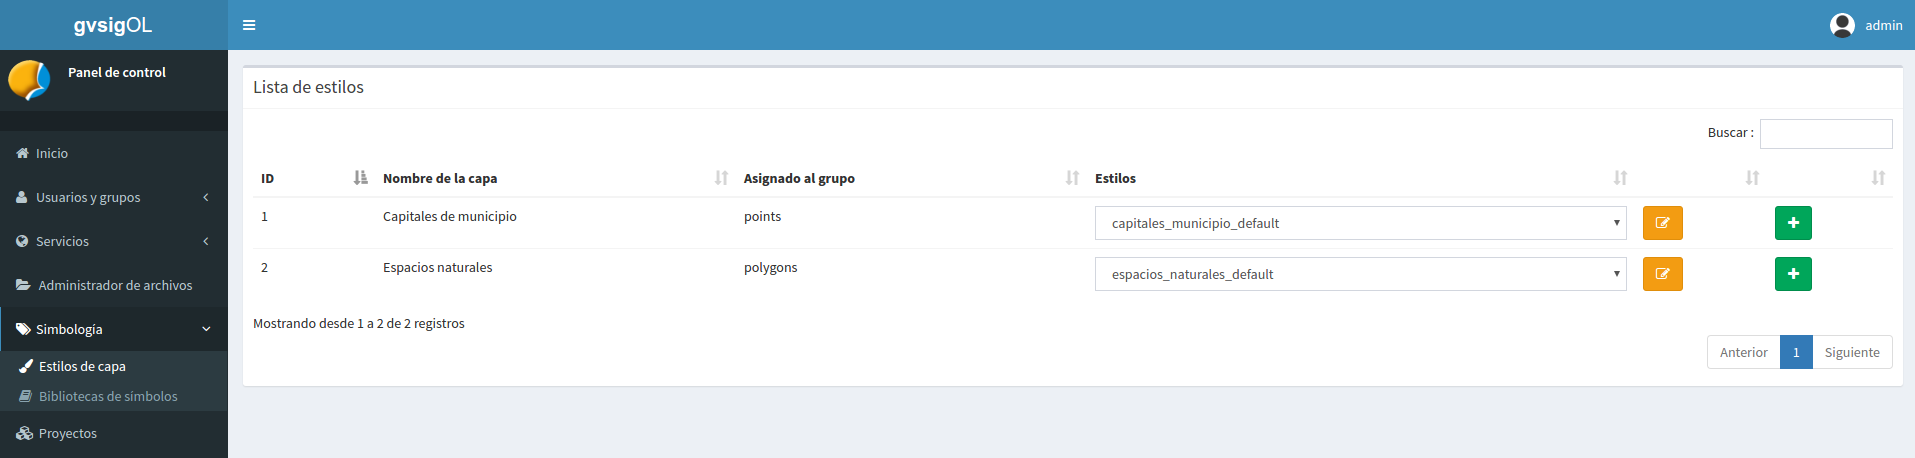 gvsigOL
admin
Panel de control
Inicio
Usuarios y grupos
Servicios
Administrador de archivos
Simbología
Estilos de capa
Bibliotecas de símbolos
Proyectos
Lista de estilos
Buscar :
ID Nombre de la capa Asignado al grupo Estilos
1 Capitales de municipio points capitales_municipio_default
2 Espacios naturales polygons espacios_naturales_default
Mostrando desde 1 a 2 de 2 registros
Anterior 1 Siguiente